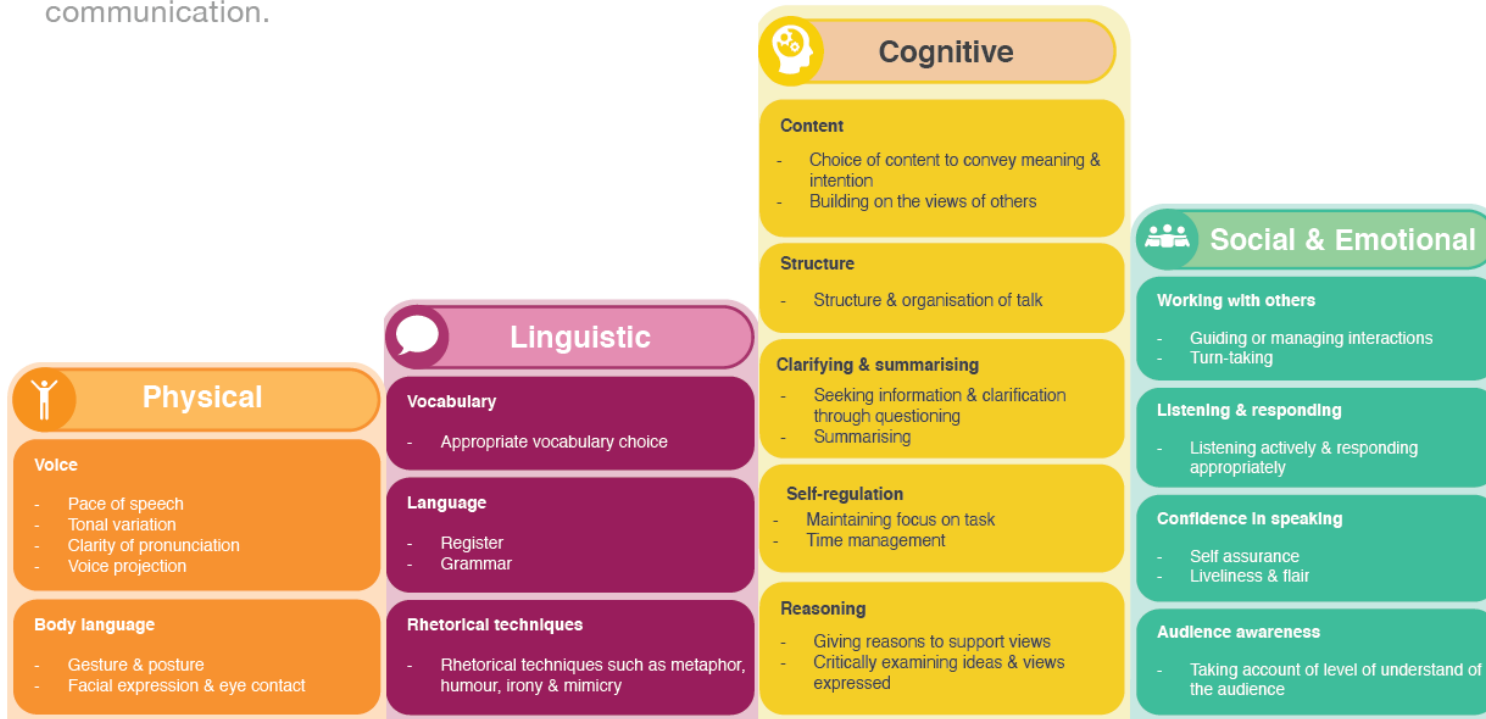 communication.
Physical
Voice
- Pace of speech
- Tonal variation
- Clarity of pronunciation
- Voice projection
Body language
- Gesture & posture
- Facial expression & eye contact
Linguistic
Vocabulary
- Appropriate vocabulary choice
Language
- Register
- Grammar
Rhetorical techniques
- Rhetorical techniques such as metaphor,
humour, irony & mimicry
Cognitive
Content
- Choice of content to convey meaning &
intention
- Building on the views of others
Structure
- Structure & organisation of talk
Clarifying & summarising
- Seeking information & clarification
through questioning
- Summarising
Self-regulation
- Maintaining focus on task
- Time management
Reasoning
- Giving reasons to support views
- Critically examining ideas & views
expressed
Social & Emotional
Working with others
- Guiding or managing interactions
- Turn-taking
Listening & responding
- Listening actively & responding
appropriately
Confidence in speaking
- Self assurance
- Liveliness & flair
Audience awareness
- Taking account of level of understand of
the audience